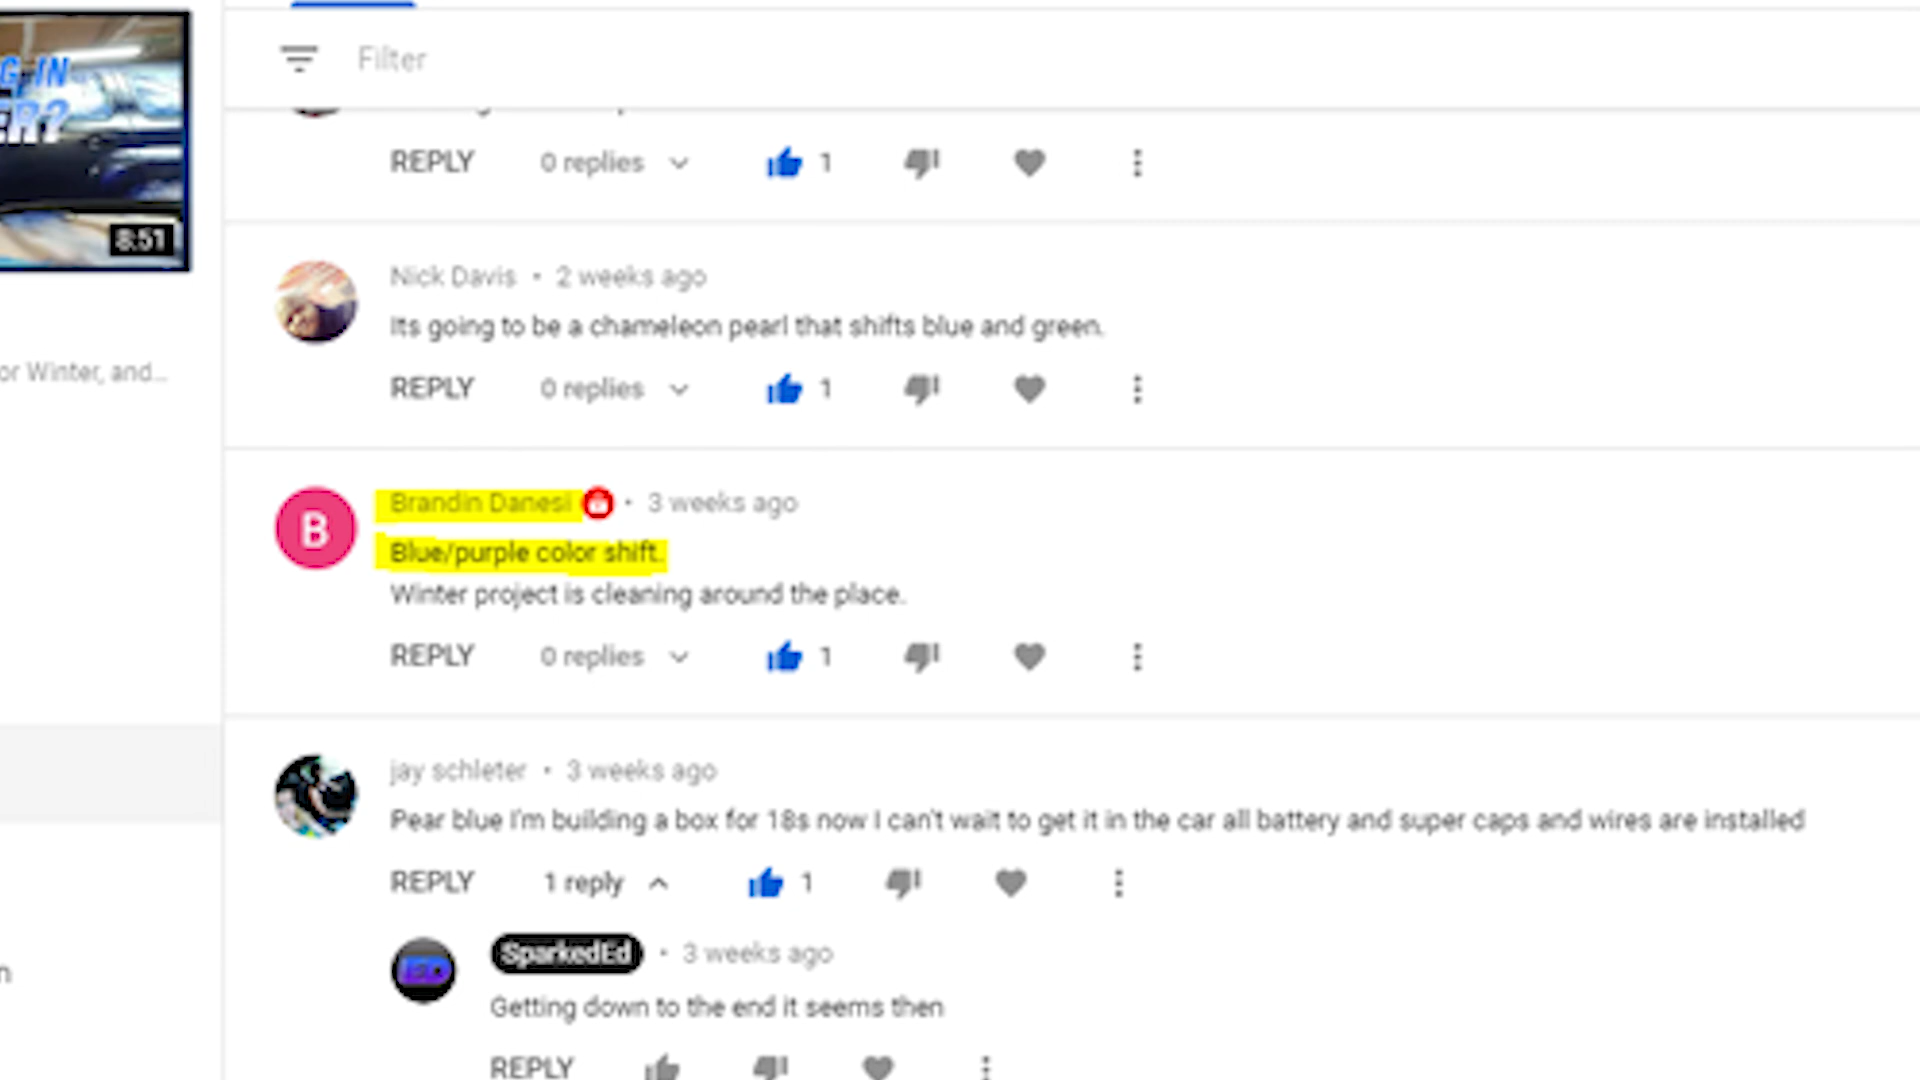 Filter
G IN
ER?
REPLY 0 replies 1
8:51
Nick Davis • 2 weeks ago
Its going to be a chameleon pearl that shifts blue and green.
or Winter, and...
REPLY 0 replies 1
Brandin Danesi • 3 weeks ago
B
Blue/purple color shift.
Winter project is cleaning around the place.
REPLY 0 replies 1
jay schleter • 3 weeks ago
Pear blue I'm building a box for 18s now I can't wait to get it in the car all battery and super caps and wires are installed
REPLY 1 reply 1
SparkedEd • 3 weeks ago
n
Getting down to the end it seems then
REPLY